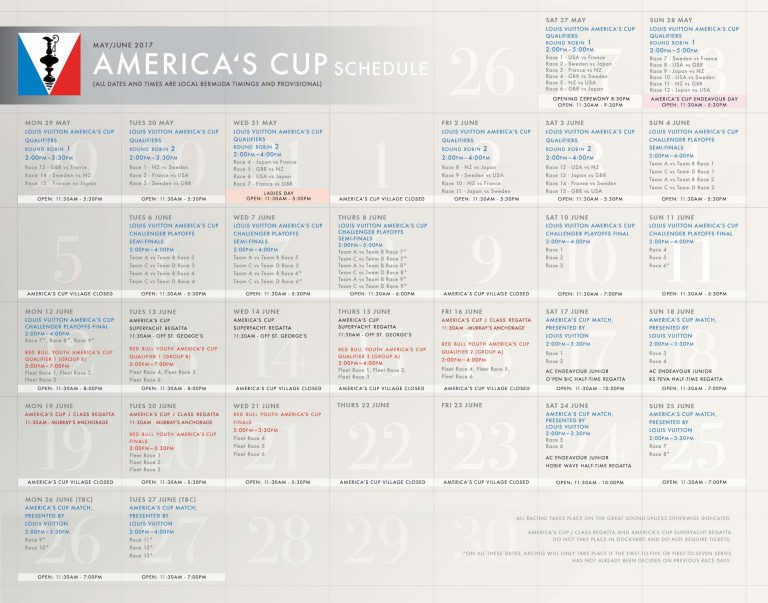 MAY/JUNE 2017
AMERICA'S CUP SCHEDULE
(ALL DATES AND TIMES ARE LOCAL BERMUDA TIMINGS AND PROVISIONAL)
26
SAT 27 MAY
LOUIS VUITTON AMERICA'S CUP
QUALIFIERS
ROUND ROBIN 1
2:00PM-4:00PM
Race 1 - USA vs France
Race 2 - Sweden vs Japan
Race 3 - France vs NZ
Race 4 - GBR vs Sweden
Race 5 - NZ vs USA
Race 6 - Japan vs GBR
OPENING CEREMONY 8:30PM
OPEN: 11:30AM - 9:30PM
SUN 28 MAY
LOUIS VUITTON AMERICA'S CUP
QUALIFIERS
ROUND ROBIN 1
Race 7 - Sweden vs France
Race 8 - USA vs GBR
Race 9 - Japan vs NZ
Race 10 - Sweden vs USA
Race 11 - NZ vs GBR
Race 12 - Japan vs USA
AMERICA'S CUP ENDEAVOUR DAY
OPEN: 11:30AM - 5:30PM
MON 29 MAY
LOUIS VUITTON AMERICA'S CUP
QUALIFIERS
ROUND ROBIN 1
2:00PM-3:30PM
Race 13 - GBR vs France
Race 14 - Sweden vs NZ
Race 15 - France vs Japan
OPEN: 11:30AM - 5:30PM
TUES 30 MAY
LOUIS VUITTON AMERICA'S CUP
QUALIFIERS
ROUND ROBIN 2
2:00PM-3:30PM
Race 1 - NZ vs Sweden
Race 2 - USA vs Japan
Race 3 - GBR vs Sweden
OPEN: 11:30AM - 5:30PM
WED 31 MAY
LOUIS VUITTON AMERICA'S CUP
QUALIFIERS
ROUND ROBIN 2
2:00PM-4:00PM
Race 4 - Japan vs France
Race 5 - GBR vs NZ
Race 6 - USA vs Japan
Race 7 - France vs GBR
LADIES DAY
OPEN: 11:30AM - 5:30PM
1
AMERICA'S CUP VILLAGE CLOSED
FRI 2 JUNE
LOUIS VUITTON AMERICA'S CUP
QUALIFIERS
ROUND ROBIN 2
2:00PM-4:00PM
Race 8 - USA vs Sweden
Race 9 - France vs NZ
Race 10 - NZ vs Japan
Race 11 - Japan vs Sweden
OPEN: 11:30AM - 5:30PM
SAT 3 JUNE
LOUIS VUITTON AMERICA'S CUP
QUALIFIERS
ROUND ROBIN 2
2:00PM-4:00PM
Race 12 - USA vs France
Race 13 - Japan vs GBR
Race 14 - Sweden vs France
Race 15 - GBR vs USA
OPEN: 11:30AM - 5:30PM
SUN 4 JUNE
LOUIS VUITTON AMERICA'S CUP
CHALLENGER PLAYOFFS
SEMI-FINALS
2:00PM-4:00PM
Team A vs Team B Race 1
Team C vs Team D Race 1
Team A vs Team B Race 2
Team C vs Team D Race 2
OPEN: 11:30AM - 5:30PM
5
AMERICA'S CUP VILLAGE CLOSED
TUES 6 JUNE
LOUIS VUITTON AMERICA'S CUP
CHALLENGER PLAYOFFS
SEMI-FINALS
2:00PM-4:00PM
Team A vs Team B Race 3
Team C vs Team D Race 3
Team A vs Team B Race 4
Team C vs Team D Race 4
OPEN: 11:30AM - 5:30PM
WED 7 JUNE
LOUIS VUITTON AMERICA'S CUP
CHALLENGER PLAYOFFS
SEMI-FINALS
2:00PM-4:00PM
Team A vs Team B Race 5
Team C vs Team D Race 5
Team A vs Team B Race 6*
Team C vs Team D Race 6*
OPEN: 11:30AM - 5:30PM
THURS 8 JUNE
LOUIS VUITTON AMERICA'S CUP
CHALLENGER PLAYOFFS
SEMI-FINALS
2:00PM-4:00PM
Team A vs Team B Race 7*
Team C vs Team D Race 7*
Team A vs Team B Race 8*
Team C vs Team D Race 8*
Team A vs Team B Race 9*
Team C vs Team D Race 9*
OPEN: 11:30AM - 6:00PM
9
AMERICA'S CUP VILLAGE CLOSED
SAT 10 JUNE
LOUIS VUITTON AMERICA'S CUP
CHALLENGER PLAYOFFS FINAL
2:00PM-4:00PM
Race 1
Race 2
Race 3
OPEN: 11:30AM - 5:30PM
SUN 11 JUNE
LOUIS VUITTON AMERICA'S CUP
CHALLENGER PLAYOFFS FINAL
2:00PM-4:00PM
Race 4
Race 5
Race 6*
OPEN: 11:30AM - 5:30PM
MON 12 JUNE
LOUIS VUITTON AMERICA'S CUP
CHALLENGER PLAYOFFS FINAL
2:00PM-4:00PM
Race 7*, Race 8*, Race 9*
RED BULL YOUTH AMERICA'S CUP
QUALIFIER 1 (GROUP B)
5:00PM-7:00PM
Fleet Race 1, Fleet Race 2,
Fleet Race 3
OPEN: 11:30AM - 8:00PM
TUES 13 JUNE
AMERICA'S CUP
SUPERYACHT REGATTA
11:30AM - OFF ST. GEORGE'S
RED BULL YOUTH AMERICA'S CUP
QUALIFIER 1 (GROUP B)
5:00PM-7:00PM
Fleet Race 4, Fleet Race 5
Fleet Race 6
OPEN: 11:30AM - 8:00PM
WED 14 JUNE
AMERICA'S CUP
SUPERYACHT REGATTA
11:30AM - OFF ST. GEORGE'S
AMERICA'S CUP VILLAGE CLOSED
THURS 15 JUNE
AMERICA'S CUP
SUPERYACHT REGATTA
11:30AM - OFF ST. GEORGE'S
RED BULL YOUTH AMERICA'S CUP
QUALIFIER 2 (GROUP A)
2:00PM-4:00PM
Fleet Race 1, Fleet Race 2,
Fleet Race 3
OPEN: 11:30AM - 5:30PM
FRI 16 JUNE
AMERICA'S CUP J CLASS REGATTA
11:30AM - MURRAY'S ANCHORAGE
RED BULL YOUTH AMERICA'S CUP
QUALIFIER 2 (GROUP A)
2:00PM-4:00PM
Fleet Race 4, Fleet Race 5,
Fleet Race 6
OPEN: 11:30AM - 5:30PM
SAT 17 JUNE
AMERICA'S CUP MATCH,
PRESENTED BY
LOUIS VUITTON
2:00PM-3:30PM
Race 1
Race 2
AC ENDEAVOUR JUNIOR
O'PEN BIC HALF-TIME REGATTA
OPEN: 11:30AM - 10:00PM
SUN 18 JUNE
AMERICA'S CUP MATCH,
PRESENTED BY
LOUIS VUITTON
2:00PM-3:30PM
Race 3
Race 4
AC ENDEAVOUR JUNIOR
RS FEVA HALF-TIME REGATTA
OPEN: 11:30AM - 7:00PM
MON 19 JUNE
AMERICA'S CUP J CLASS REGATTA
11:30AM - MURRAY'S ANCHORAGE
AMERICA'S CUP VILLAGE CLOSED
TUES 20 JUNE
AMERICA'S CUP J CLASS REGATTA
11:30AM - MURRAY'S ANCHORAGE
RED BULL YOUTH AMERICA'S CUP
FINALS
2:00PM-3:30PM
Fleet Race 1
Fleet Race 2
Fleet Race 3
OPEN: 11:30AM - 5:30PM
WED 21 JUNE
RED BULL YOUTH AMERICA'S CUP
FINALS
2:00PM-3:30PM
Fleet Race 4
Fleet Race 5
Fleet Race 6
OPEN: 11:30AM - 5:30PM
THURS 22 JUNE
AMERICA'S CUP VILLAGE CLOSED
FRI 23 JUNE
AMERICA'S CUP VILLAGE CLOSED
SAT 24 JUNE
AMERICA'S CUP MATCH,
PRESENTED BY
LOUIS VUITTON
2:00PM-3:30PM
Race 5
Race 6
AC ENDEAVOUR JUNIOR
HOBIE WAVE HALF-TIME REGATTA
OPEN: 11:30AM - 10:00PM
SUN 25 JUNE
AMERICA'S CUP MATCH,
PRESENTED BY
LOUIS VUITTON
2:00PM-3:30PM
Race 7
Race 8*
OPEN: 11:30AM - 7:00PM
MON 26 JUNE (TBC)
AMERICA'S CUP MATCH,
PRESENTED BY
LOUIS VUITTON
2:00PM-3:30PM
Race 9*
Race 10*
OPEN: 11:30AM - 7:00PM
TUES 27 JUNE (TBC)
AMERICA'S CUP MATCH,
PRESENTED BY
LOUIS VUITTON
2:00PM-4:00PM
Race 11*
Race 12*
Race 13*
OPEN: 11:30AM - 7:00PM
28
29
30
ALL RACING TAKES PLACE ON THE GREAT SOUND UNLESS OTHERWISE INDICATED.
AMERICA'S CUP J CLASS REGATTA AND AMERICA'S CUP SUPERYACHT REGATTA
DO NOT TAKE PLACE IN DOCKYARD AND DO NOT REQUIRE TICKETS.
*ON ALL THESE DATES, RACING WILL ONLY TAKE PLACE IF THE FIRST-TO-FIVE OR FIRST-TO-SEVEN SERIES
HAS NOT ALREADY BEEN DECIDED ON PREVIOUS RACE DAYS.